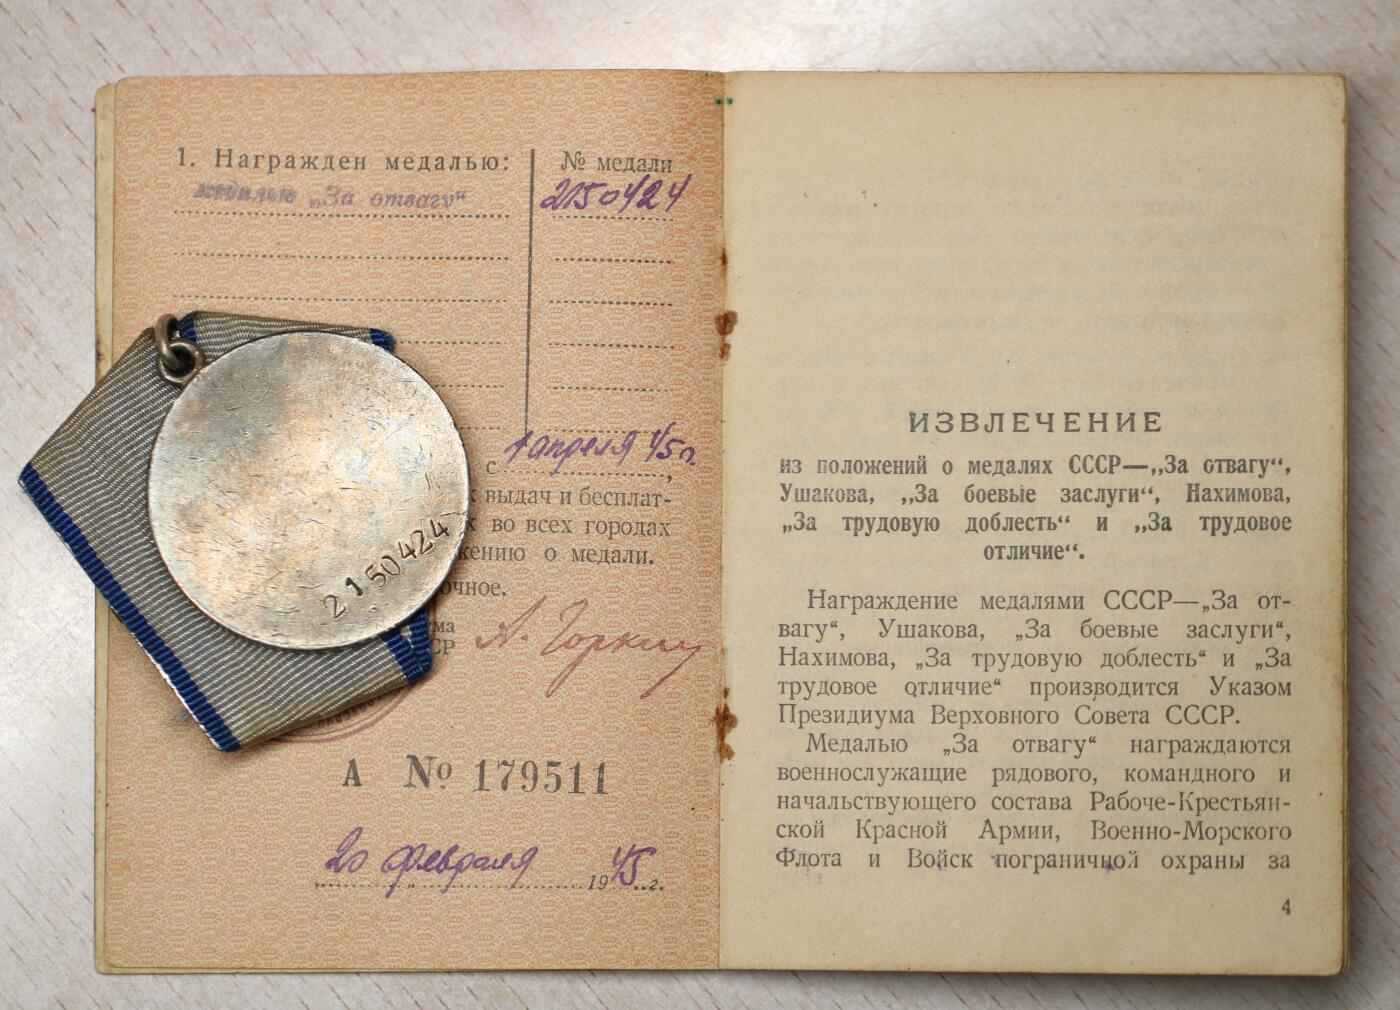 1. Награжден медалью:
№ медали
медалью „За отвагу“
2150424
с 1 апреля 45 г.,
выдач и бесплат-
х во всех городах
жению о медали.
очное.
ума
СР
А. Горкин
А № 179511
20 февраля 1945 г.
2150424
ИЗВЛЕЧЕНИЕ
из положений о медалях СССР—„За отвагу“,
Ушакова, „За боевые заслуги“, Нахимова,
„За трудовую доблесть“ и „За трудовое
отличие“.
Награждение медалями СССР—„За от-
вагу“, Ушакова, „За боевые заслуги“,
Нахимова, „За трудовую доблесть“ и „За
трудовое отличие“ производится Указом
Президиума Верховного Совета СССР.
Медалью „За отвагу“ награждаются
военнослужащие рядового, командного и
начальствующего состава Рабоче-Крестьян-
ской Красной Армии, Военно-Морского
Флота и Войск пограничной охраны за
4